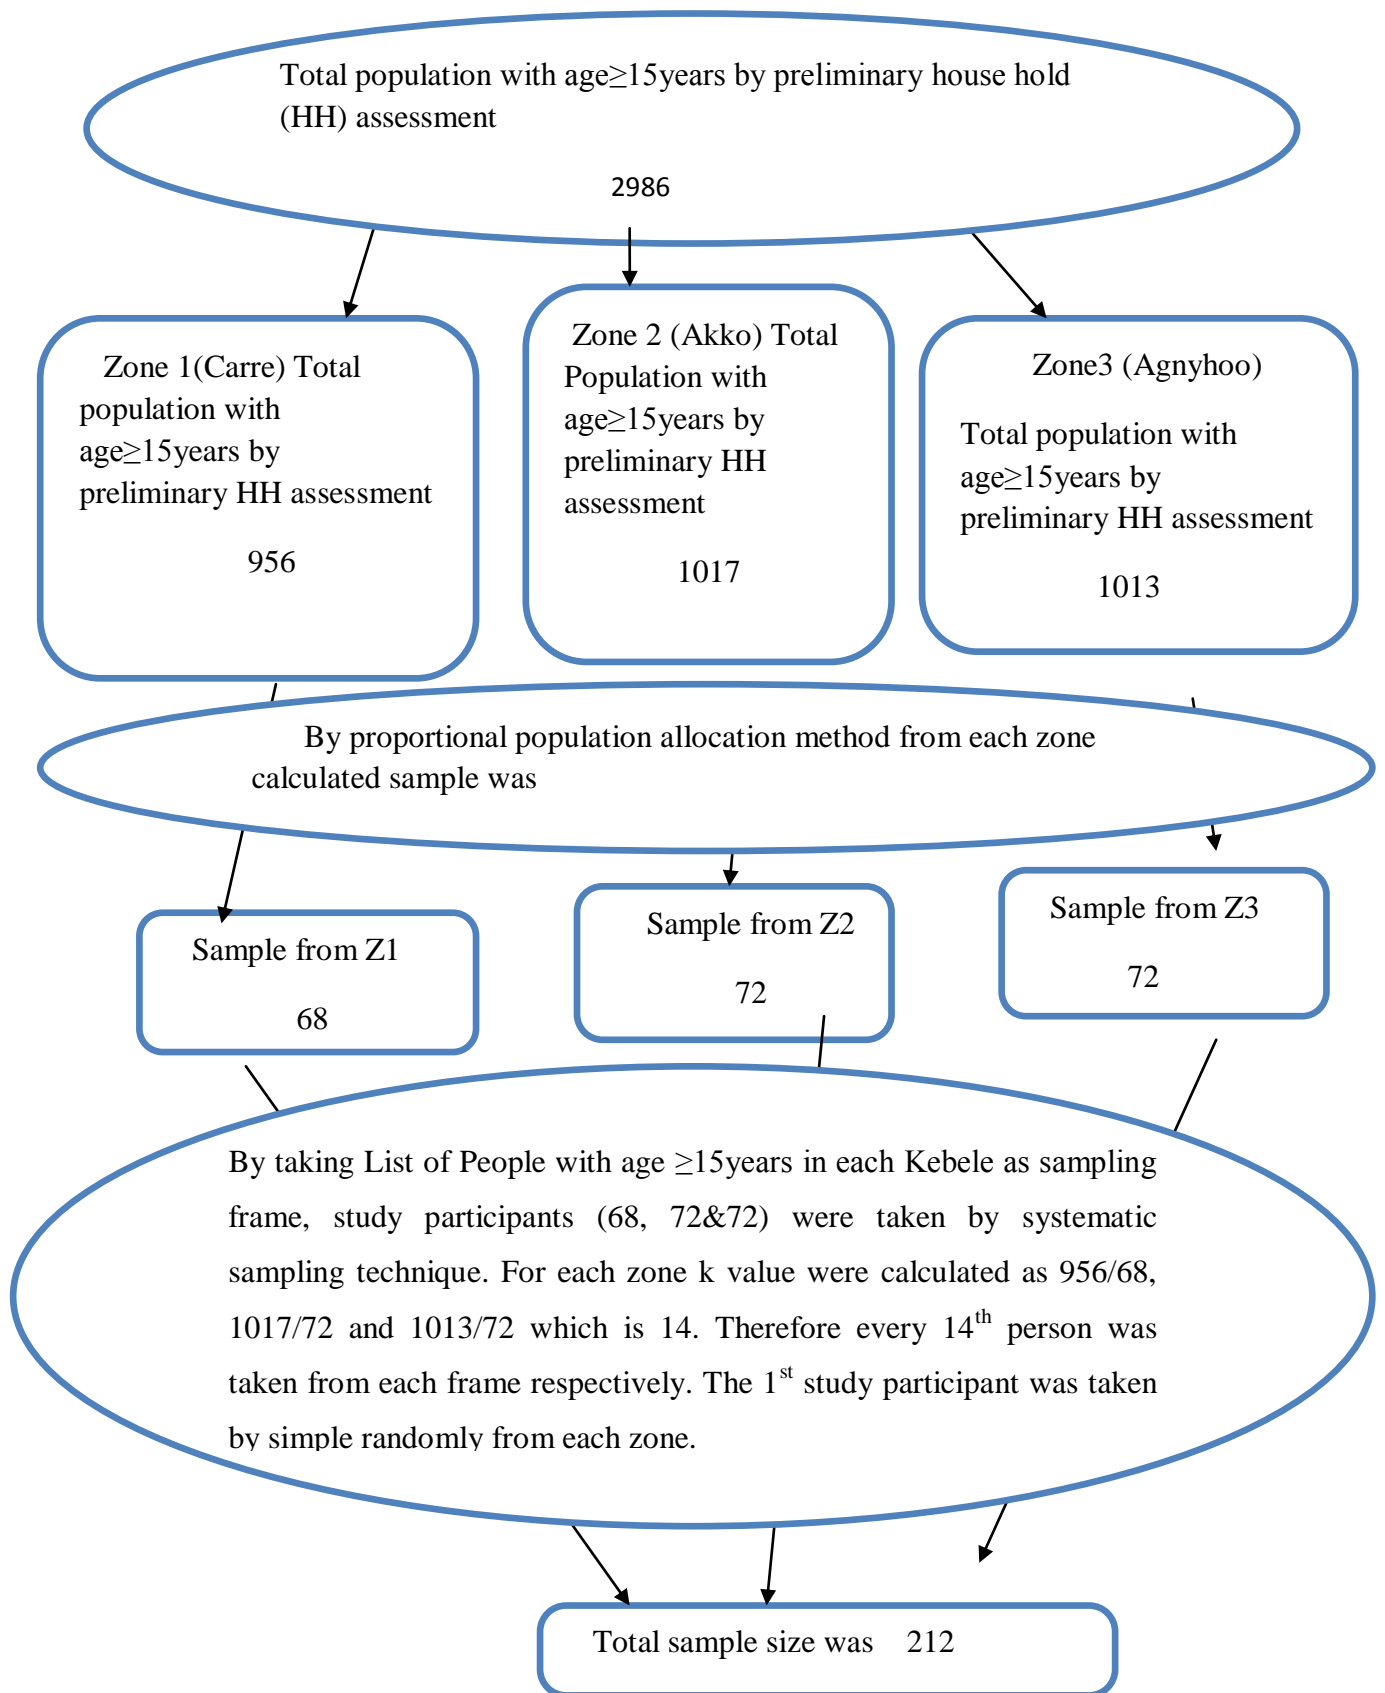 Total population with age≥15years by preliminary house hold
(HH) assessment
2986
Zone 1(Carre) Total
population with
age≥15years by
preliminary HH assessment
956
Zone 2 (Akko) Total
Population with
age≥15years by
preliminary HH
assessment
1017
Zone3 (Agnyhoo)
Total population with
age≥15years by
preliminary HH assessment
1013
By proportional population allocation method from each zone
calculated sample was
Sample from Z1
68
Sample from Z2
72
Sample from Z3
72
By taking List of People with age ≥15years in each Kebele as sampling
frame, study participants (68, 72&72) were taken by systematic
sampling technique. For each zone k value were calculated as 956/68,
1017/72 and 1013/72 which is 14. Therefore every 14th person was
taken from each frame respectively. The 1st study participant was taken
by simple randomly from each zone.
Total sample size was 212